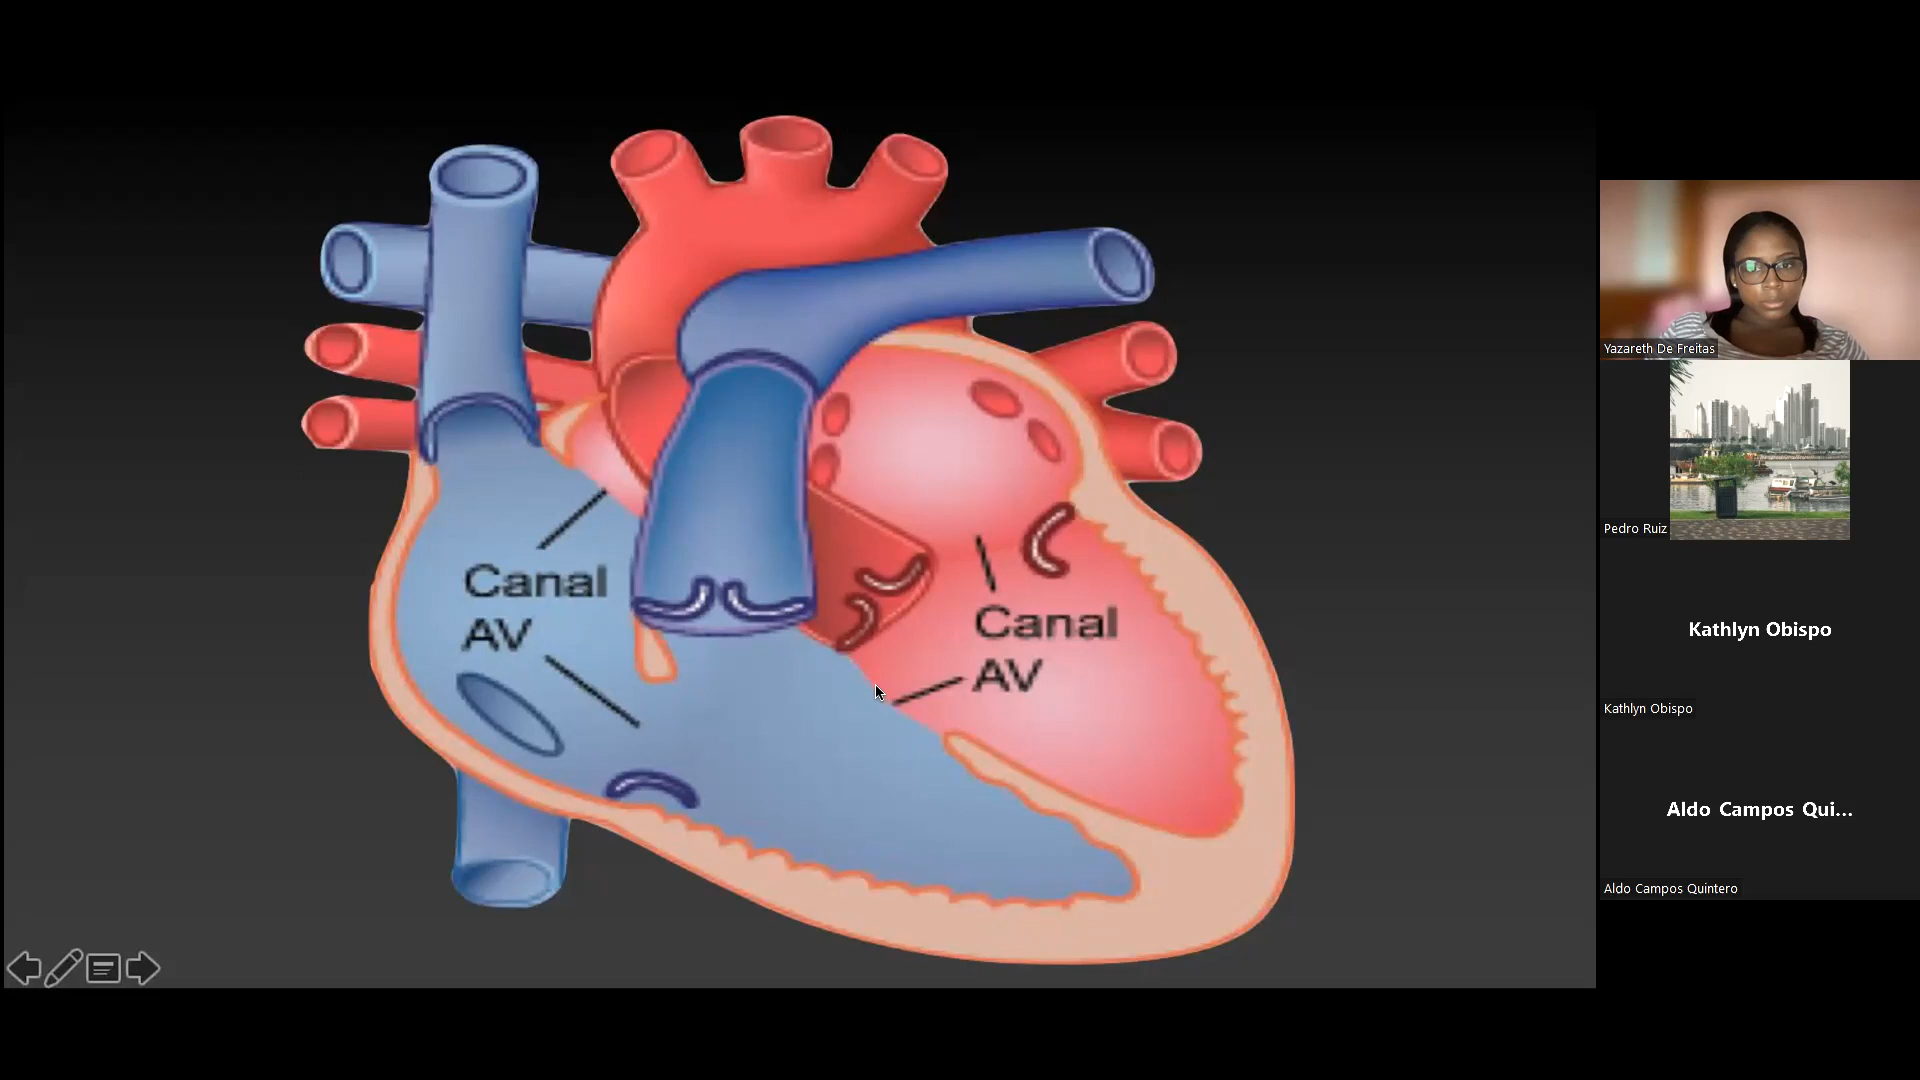 Canal
AV
Canal
AV
Yazareth De Freitas
Pedro Ruiz
Kathlyn Obispo
Kathlyn Obispo
Aldo Campos Qui...
Aldo Campos Quintero